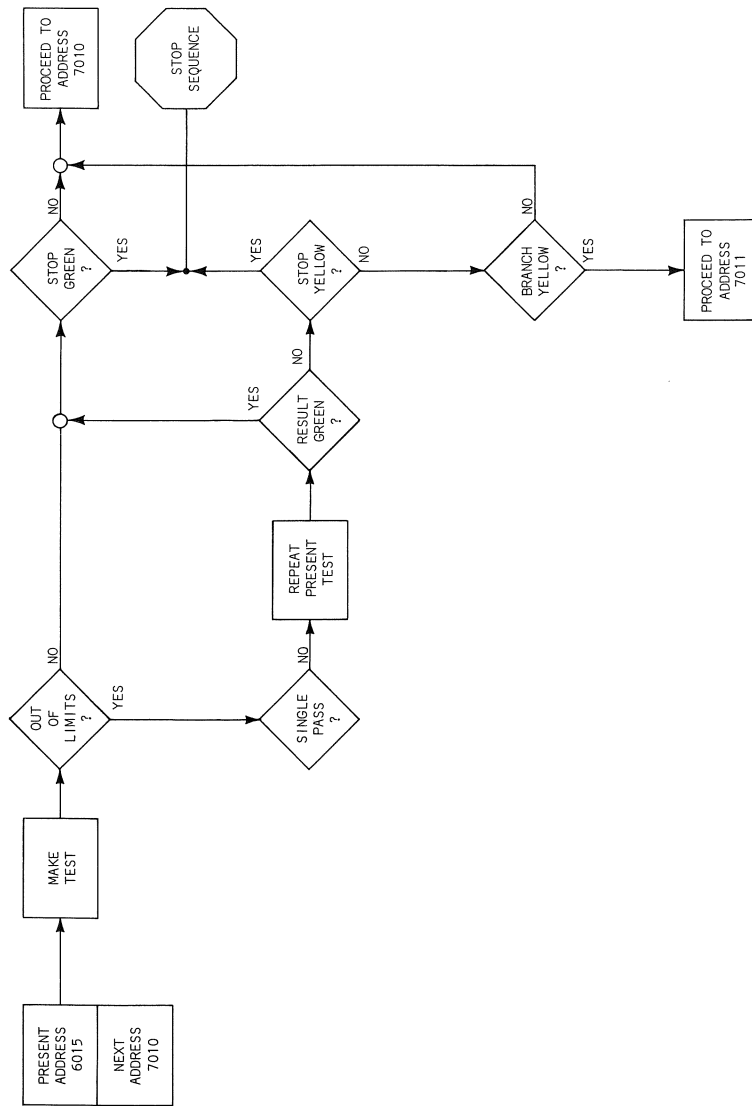 PRESENT
ADDRESS
6015
NEXT
ADDRESS
7010
MAKE
TEST
OUT
OF
LIMITS
?
NO
YES
SINGLE
PASS
?
NO
REPEAT
PRESENT
TEST
RESULT
GREEN
?
YES
NO
STOP
GREEN
?
NO
YES
STOP
YELLOW
?
YES
NO
BRANCH
YELLOW
?
NO
YES
PROCEED TO
ADDRESS
7010
STOP
SEQUENCE
PROCEED TO
ADDRESS
7011